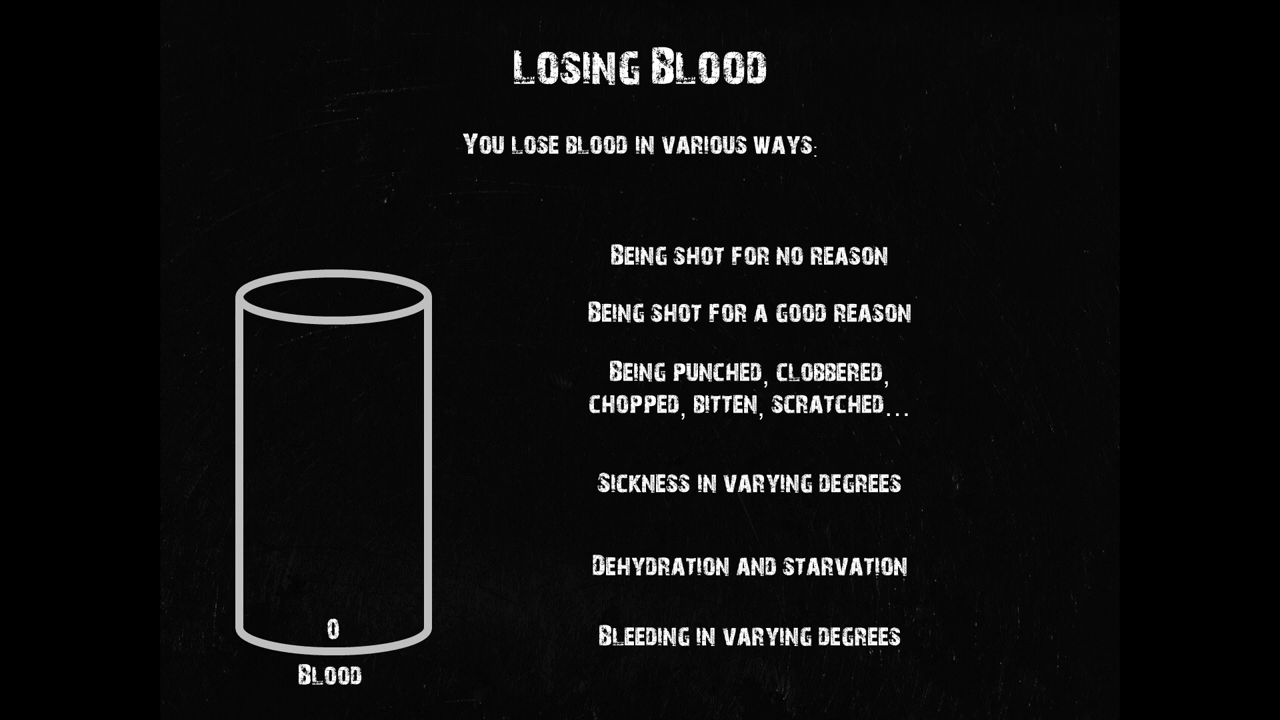 Losing Blood
You lose blood in various ways:
Being shot for no reason
Being shot for a good reason
Being punched, clobbered,
chopped, bitten, scratched...
Sickness in varying degrees
Dehydration and starvation
0
Bleeding in varying degrees
Blood